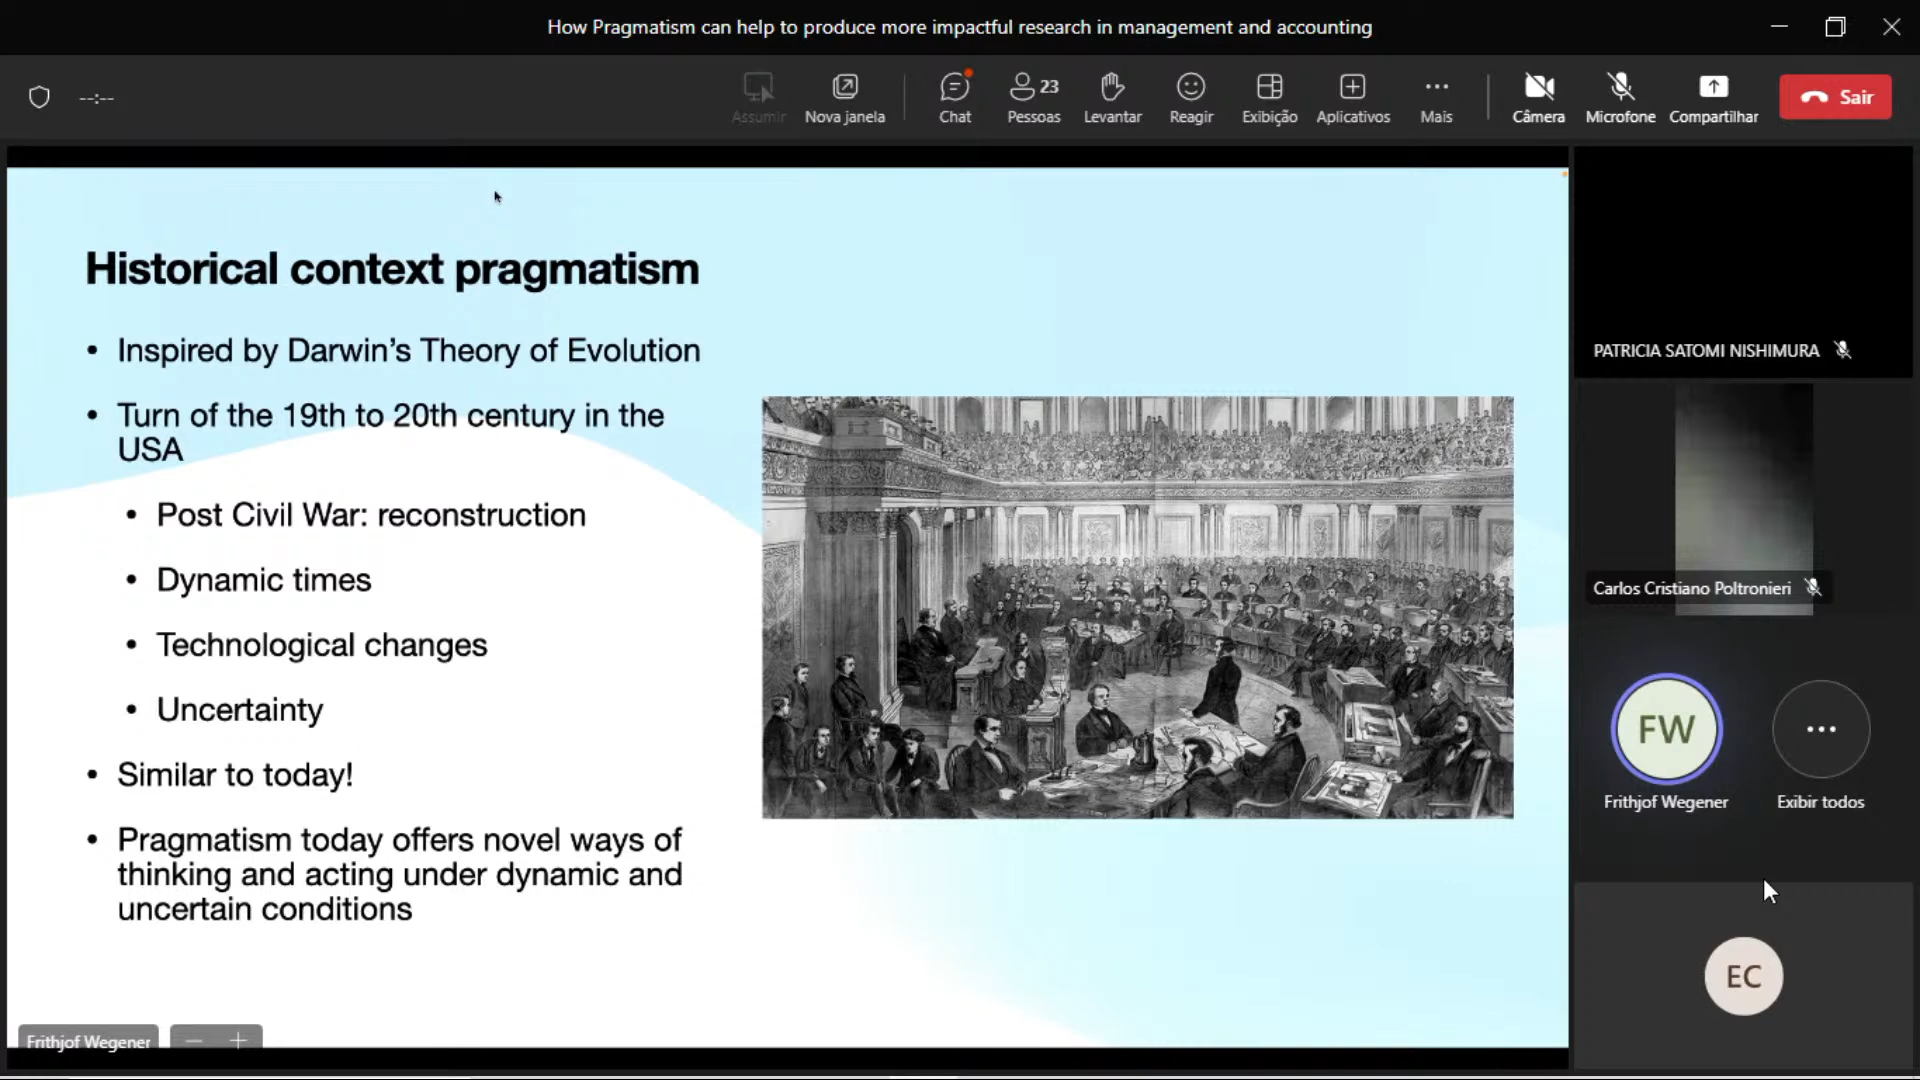 How Pragmatism can help to produce more impactful research in management and accounting
--:--
Assumir
Nova janela
Chat
23
Pessoas
Levantar
Reagir
Exibição
Aplicativos
Mais
Câmera
Microfone
Compartilhar
Sair
Historical context pragmatism
• Inspired by Darwin’s Theory of Evolution
• Turn of the 19th to 20th century in the
USA
• Post Civil War: reconstruction
• Dynamic times
• Technological changes
• Uncertainty
• Similar to today!
• Pragmatism today offers novel ways of
thinking and acting under dynamic and
uncertain conditions
Frithjof Wegener
PATRICIA SATOMI NISHIMURA
Carlos Cristiano Poltronieri
FW
Frithjof Wegener
Exibir todos
EC